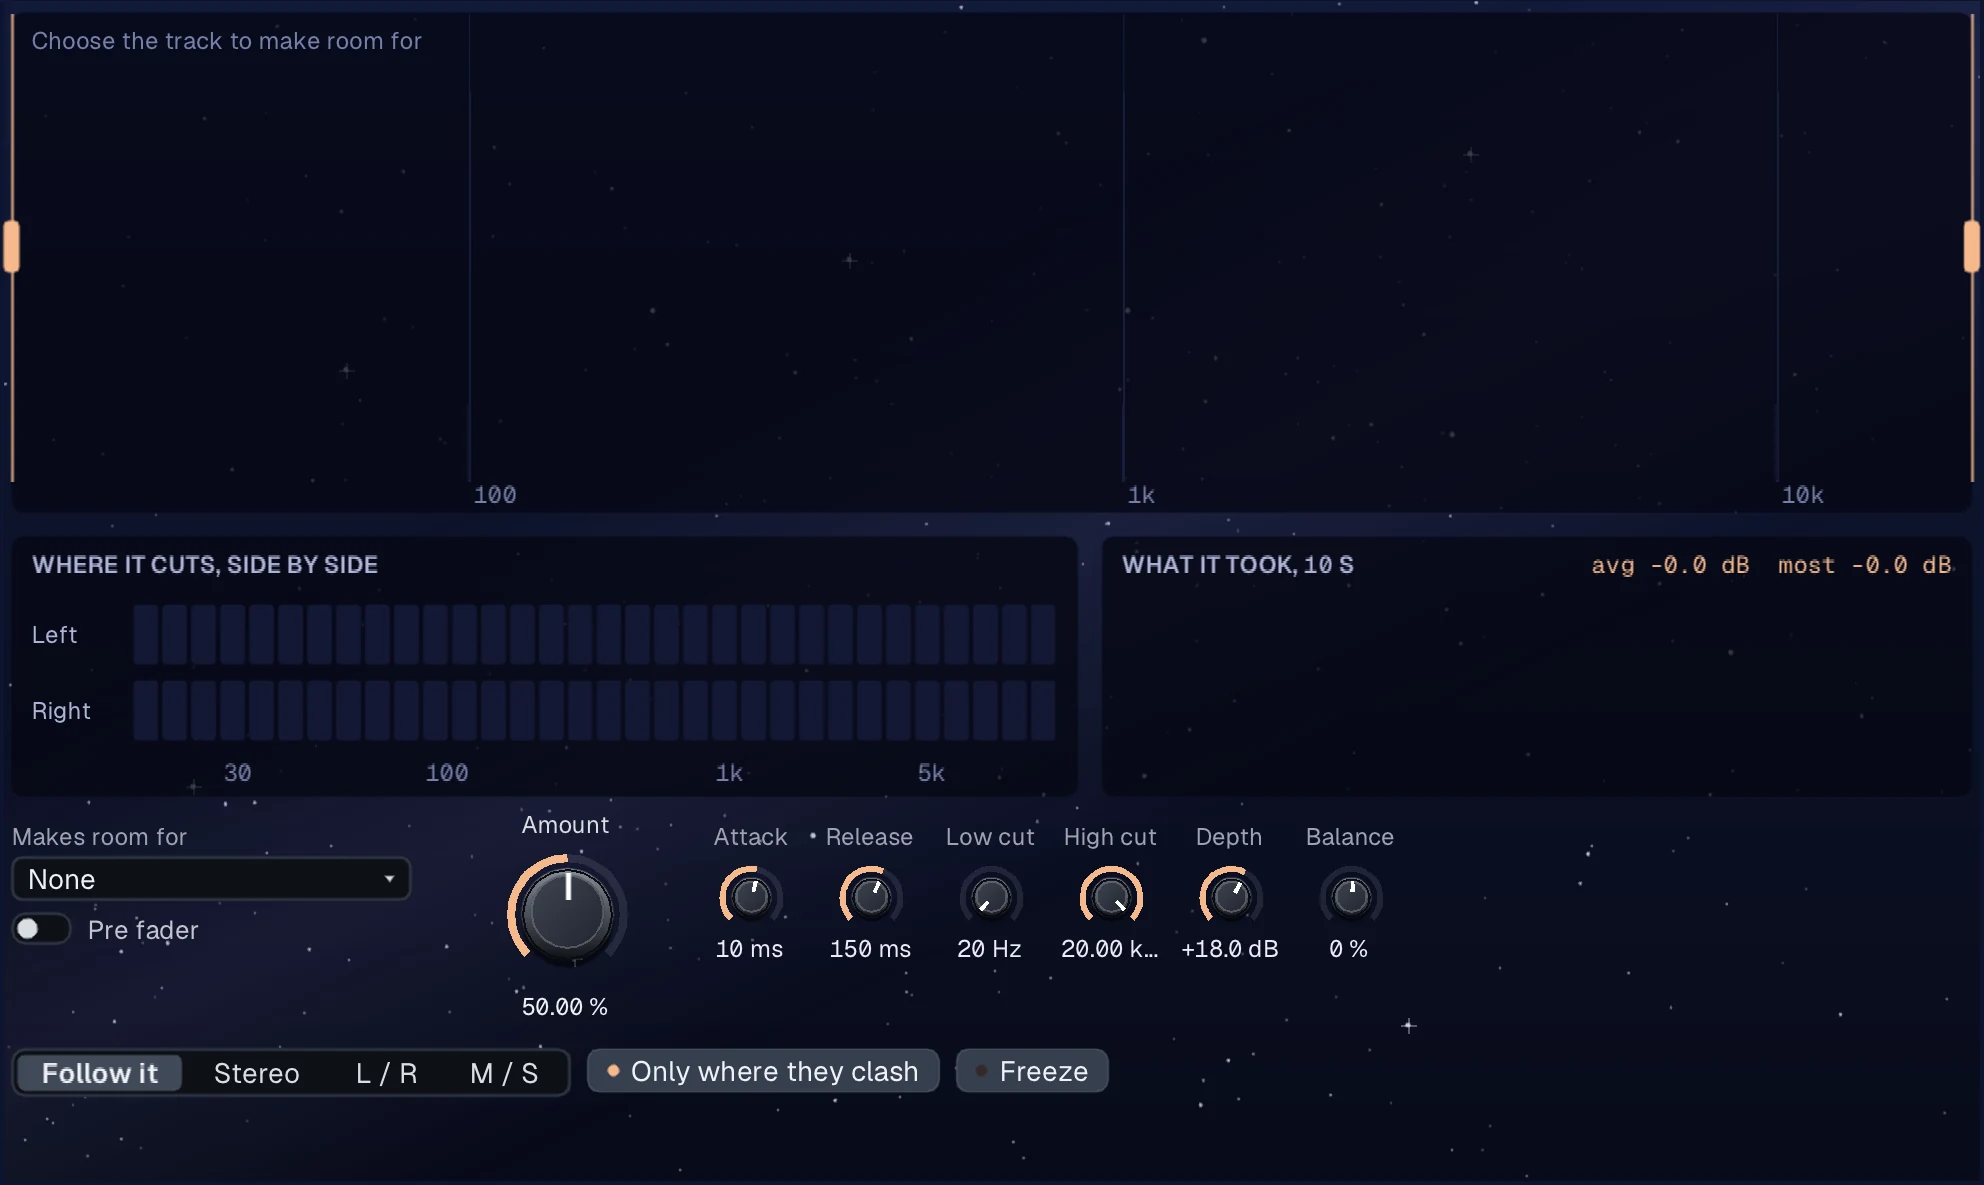 Choose the track to make room for
100 1k 10k
WHERE IT CUTS, SIDE BY SIDE
Left
Right
30 100 1k 5k
WHAT IT TOOK, 10 S avg -0.0 dB most -0.0 dB
Makes room for
None
Pre fader
Amount
50.00 %
Attack Release Low cut High cut Depth Balance
10 ms 150 ms 20 Hz 20.00 k... +18.0 dB 0 %
Follow it Stereo L / R M / S Only where they clash Freeze